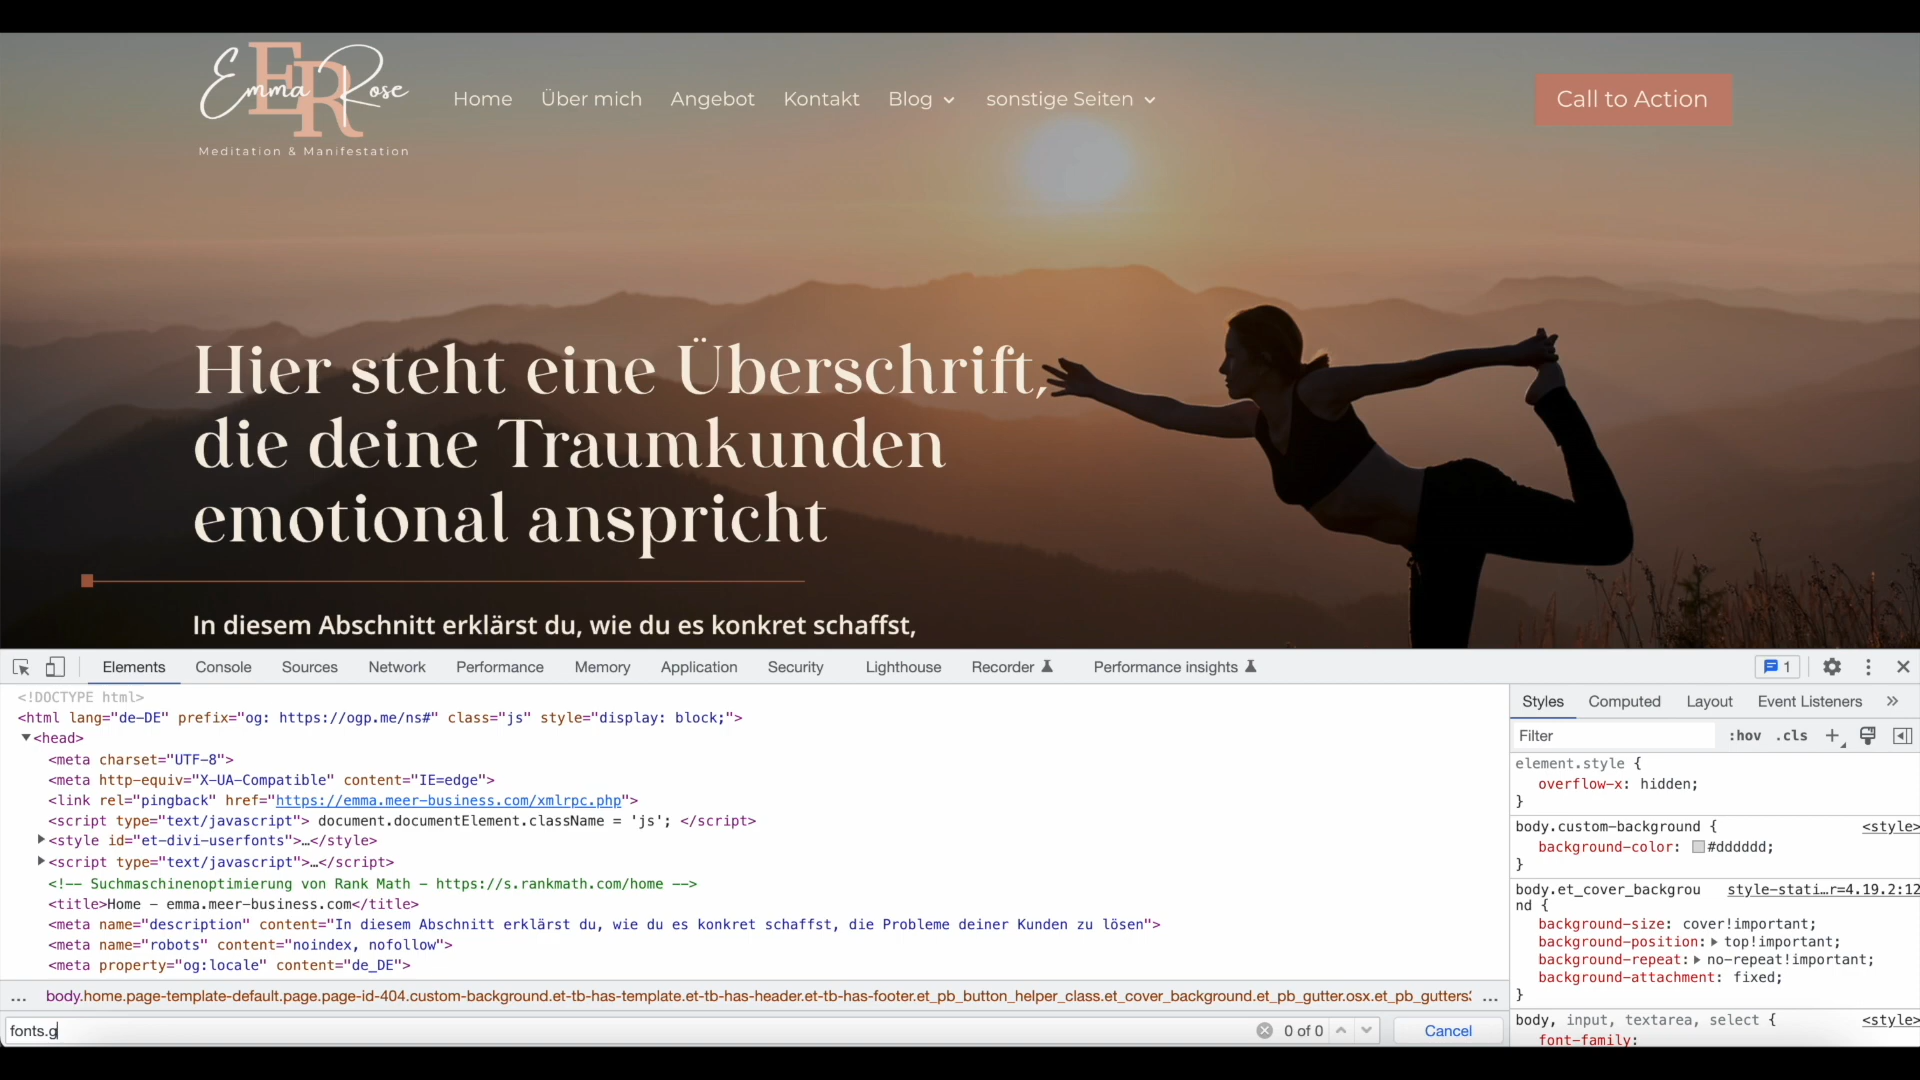 Emma Rose
ER
Meditation & Manifestation
Home
Über mich
Angebot
Kontakt
Blog
sonstige Seiten
Call to Action
Hier steht eine Überschrift,
die deine Traumkunden
emotional anspricht
In diesem Abschnitt erklärst du, wie du es konkret schaffst,
Elements
Console
Sources
Network
Performance
Memory
Application
Security
Lighthouse
Recorder
Performance insights
1
<!DOCTYPE html>
<html lang="de-DE" prefix="og: https://ogp.me/ns#" class="js" style="display: block;">
<head>
<meta charset="UTF-8">
<meta http-equiv="X-UA-Compatible" content="IE=edge">
<link rel="pingback" href="https://emma.meer-business.com/xmlrpc.php">
<script type="text/javascript"> document.documentElement.className = 'js'; </script>
<style id="et-divi-userfonts">…</style>
<script type="text/javascript">…</script>
<!-- Suchmaschinenoptimierung von Rank Math - https://s.rankmath.com/home -->
<title>Home - emma.meer-business.com</title>
<meta name="description" content="In diesem Abschnitt erklärst du, wie du es konkret schaffst, die Probleme deiner Kunden zu lösen">
<meta name="robots" content="noindex, nofollow">
<meta property="og:locale" content="de_DE">
... body.home.page-template-default.page.page-id-404.custom-background.et-tb-has-template.et-tb-has-header.et-tb-has-footer.et_pb_button_helper_class.et_cover_background.et_pb_gutter.osx.et_pb_gutters ...
fonts.g
0 of 0
Cancel
Styles
Computed
Layout
Event Listeners
Filter
:hov
.cls
element.style {
overflow-x: hidden;
}
body.custom-background {
<style>
background-color: #dddddd;
}
body.et_cover_backgrou
style-stati…r=4.19.2:12
nd {
background-size: cover!important;
background-position: top!important;
background-repeat: no-repeat!important;
background-attachment: fixed;
}
body, input, textarea, select {
<style>
font-family: